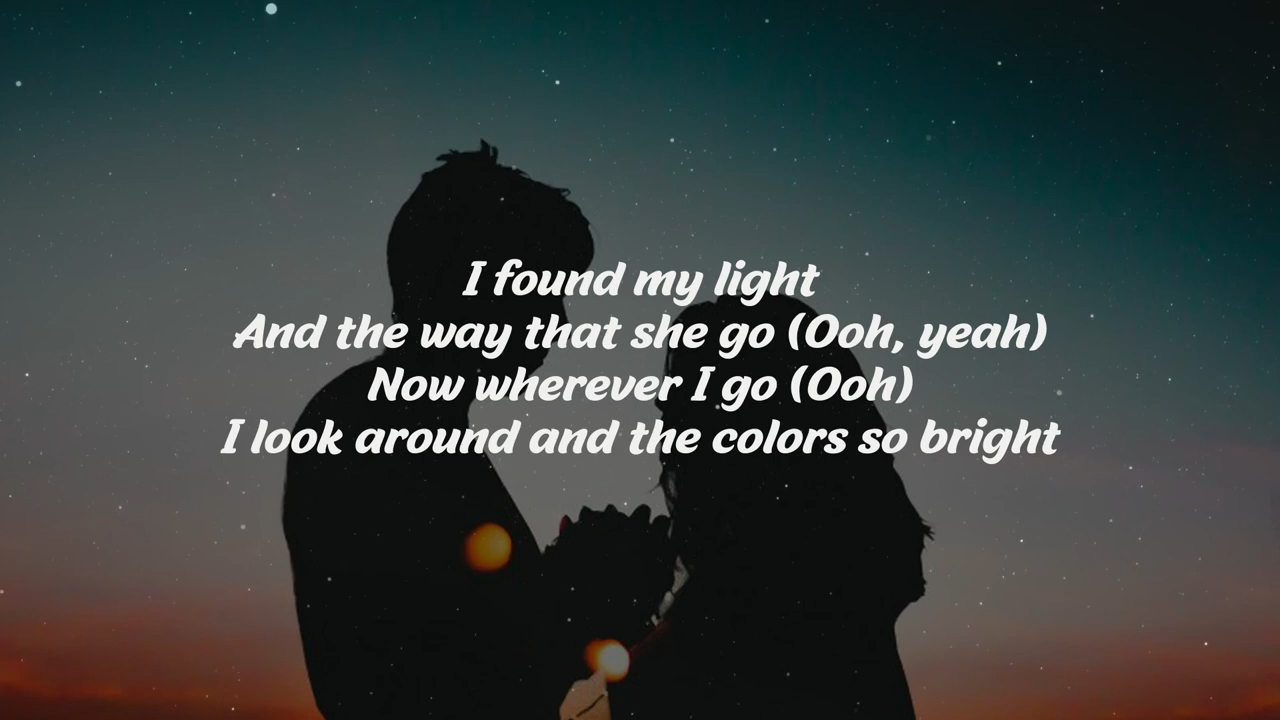 I found my light
And the way that she go (Ooh, yeah)
Now wherever I go (Ooh)
I look around and the colors so bright